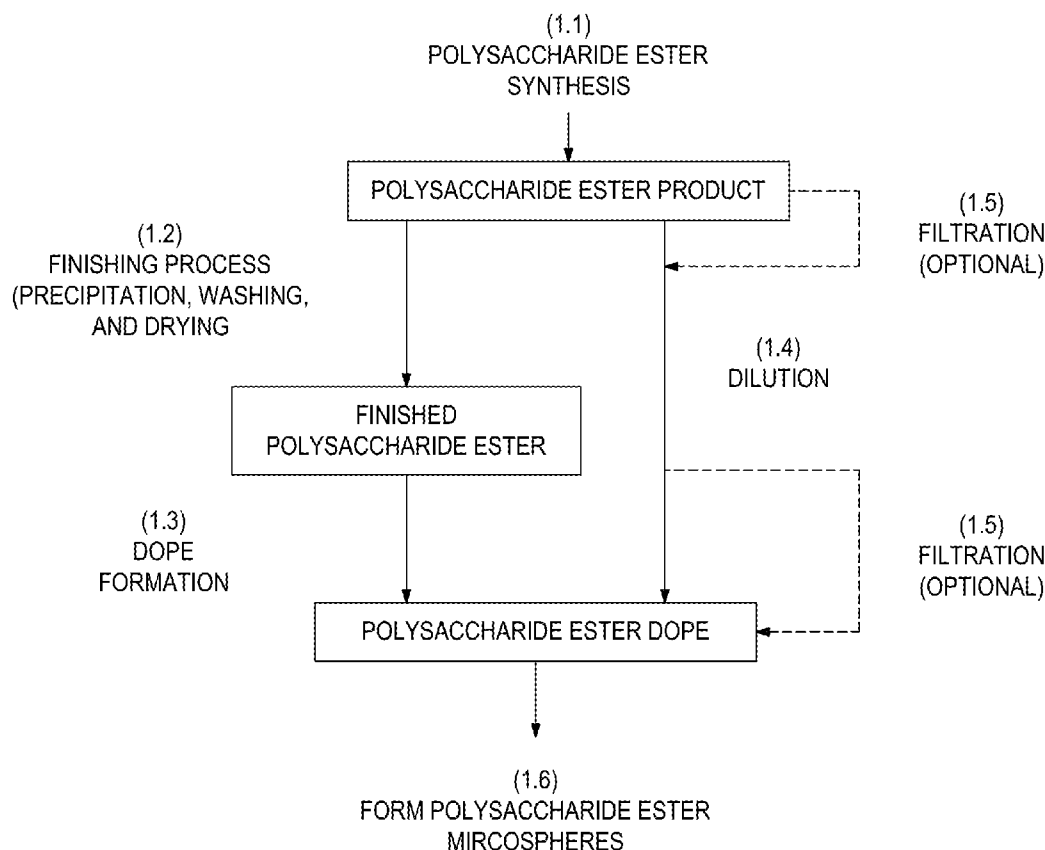 (1.1)
POLYSACCHARIDE ESTER
SYNTHESIS
POLYSACCHARIDE ESTER PRODUCT
(1.2)
FINISHING PROCESS
(PRECIPITATION, WASHING,
AND DRYING
(1.5)
FILTRATION
(OPTIONAL)
(1.4)
DILUTION
FINISHED
POLYSACCHARIDE ESTER
(1.3)
DOPE
FORMATION
(1.5)
FILTRATION
(OPTIONAL)
POLYSACCHARIDE ESTER DOPE
(1.6)
FORM POLYSACCHARIDE ESTER
MIRCOSPHERES